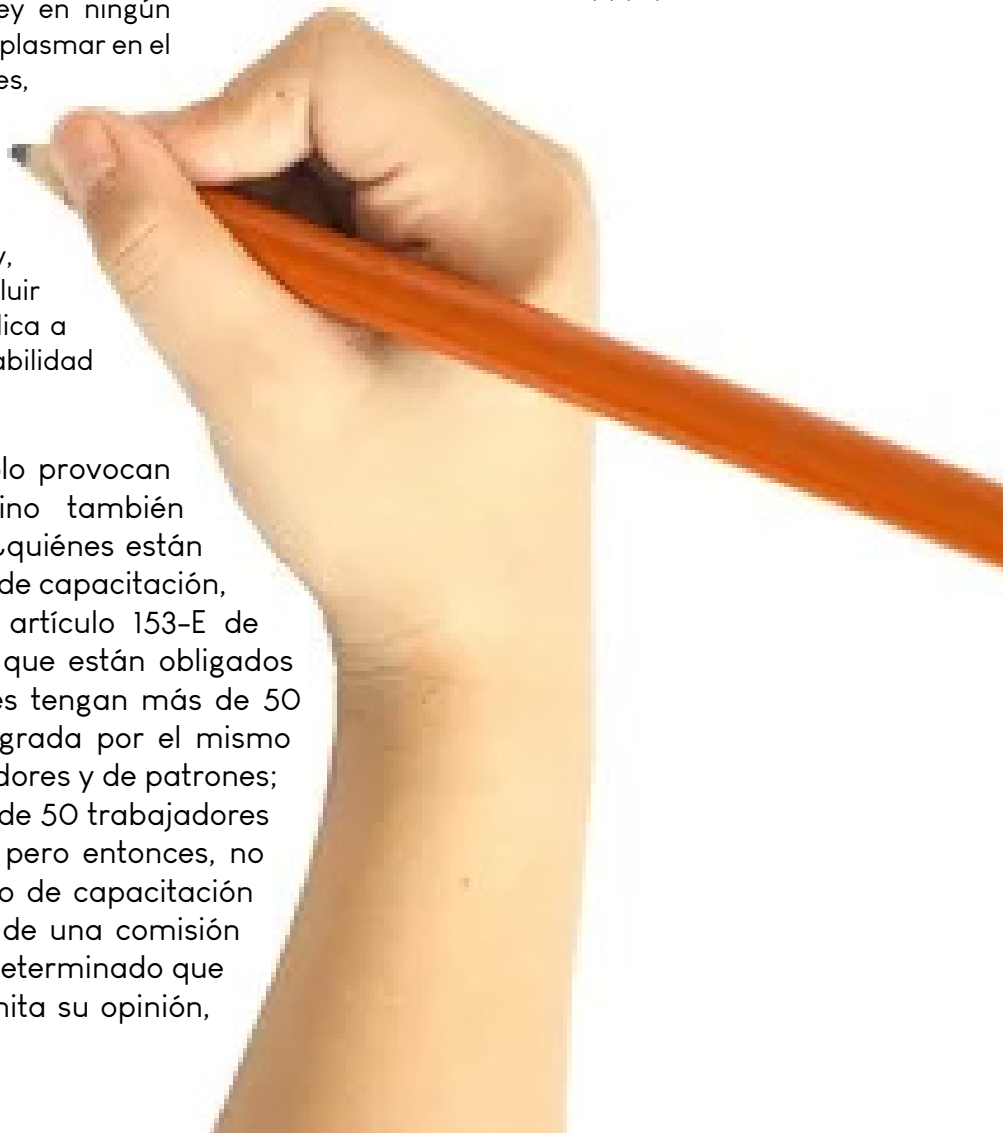 ey en ningún
plasmar en el
es,
y,
luir
lica a
abilidad
lo provocan
ino también
¿quiénes están
de capacitación,
artículo 153-E de
que están obligados
es tengan más de 50
grada por el mismo
dores y de patrones;
de 50 trabajadores
pero entonces, no
o de capacitación
de una comisión
eterminado que
ita su opinión,